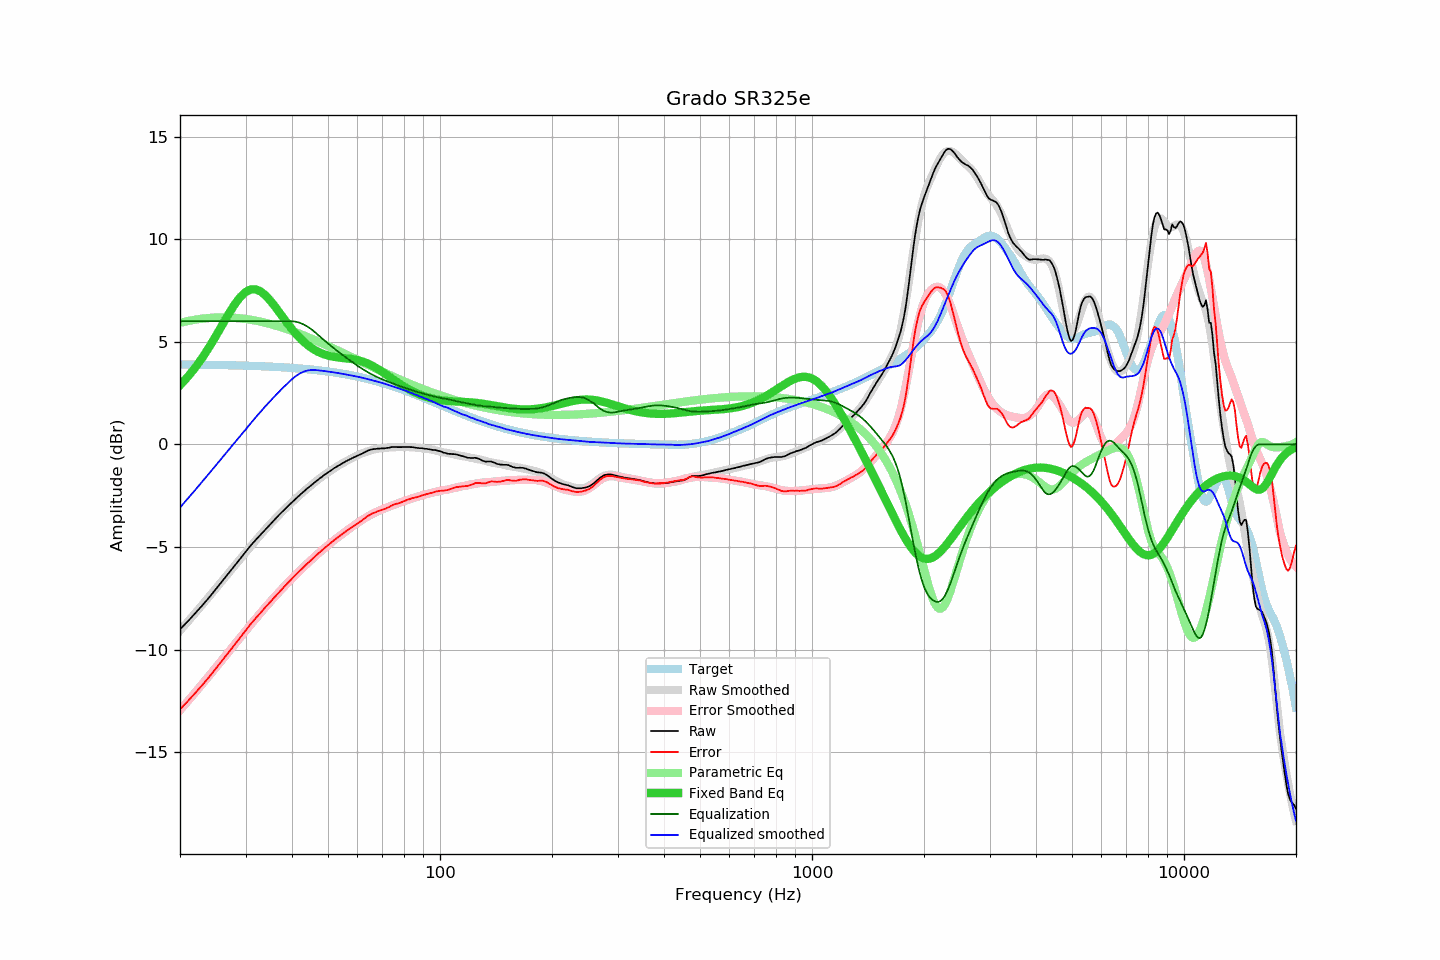 Grado SR325e
Amplitude (dBr)
15
10
5
0
−5
−10
−15
Target
Raw Smoothed
Error Smoothed
Raw
Error
Parametric Eq
Fixed Band Eq
Equalization
Equalized smoothed
100
1000
10000
Frequency (Hz)